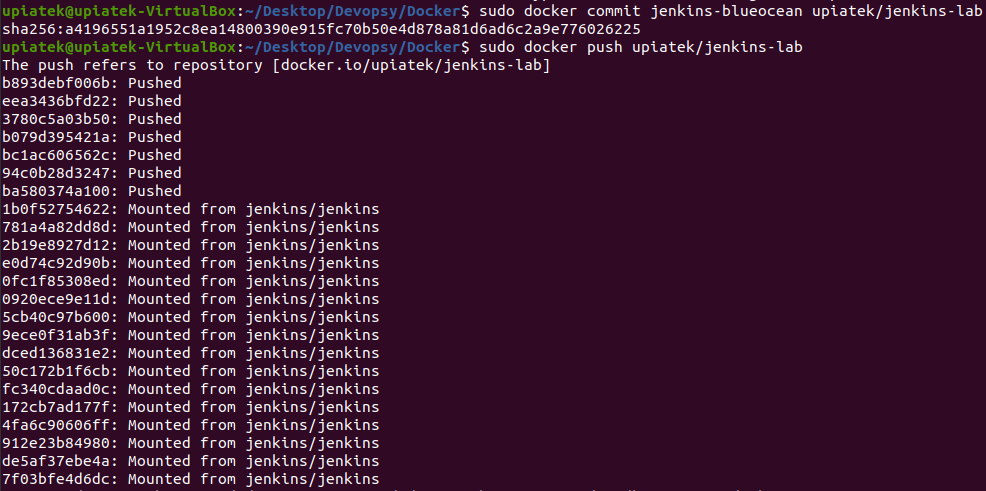 upiatek@upiatek-VirtualBox:~/Desktop/Devopsy/Docker$ sudo docker commit jenkins-blueocean upiatek/jenkins-lab
sha256:a4196551a1952c8ea14800390e915fc70b50e4d878a81d6ad6c2a9e776026225
upiatek@upiatek-VirtualBox:~/Desktop/Devopsy/Docker$ sudo docker push upiatek/jenkins-lab
The push refers to repository [docker.io/upiatek/jenkins-lab]
b893debf006b: Pushed
eea3436bfd22: Pushed
3780c5a03b50: Pushed
b079d395421a: Pushed
bc1ac606562c: Pushed
94c0b28d3247: Pushed
ba580374a100: Pushed
1b0f52754622: Mounted from jenkins/jenkins
781a4a82dd8d: Mounted from jenkins/jenkins
2b19e8927d12: Mounted from jenkins/jenkins
e0d74c92d90b: Mounted from jenkins/jenkins
0fc1f85308ed: Mounted from jenkins/jenkins
0920ece9e11d: Mounted from jenkins/jenkins
5cb40c97b600: Mounted from jenkins/jenkins
9ece0f31ab3f: Mounted from jenkins/jenkins
dced136831e2: Mounted from jenkins/jenkins
50c172b1f6cb: Mounted from jenkins/jenkins
fc340cdaad0c: Mounted from jenkins/jenkins
172cb7ad177f: Mounted from jenkins/jenkins
4fa6c90606ff: Mounted from jenkins/jenkins
912e23b84980: Mounted from jenkins/jenkins
de5af37ebe4a: Mounted from jenkins/jenkins
7f03bfe4d6dc: Mounted from jenkins/jenkins